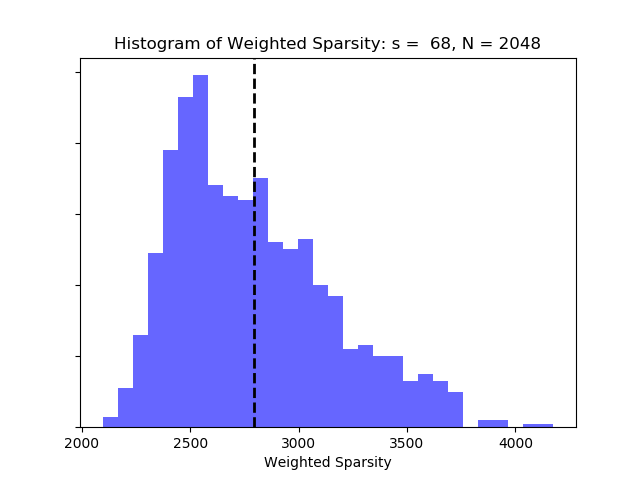 Histogram of Weighted Sparsity: s =  68, N = 2048
2000 2500 3000 3500 4000
Weighted Sparsity